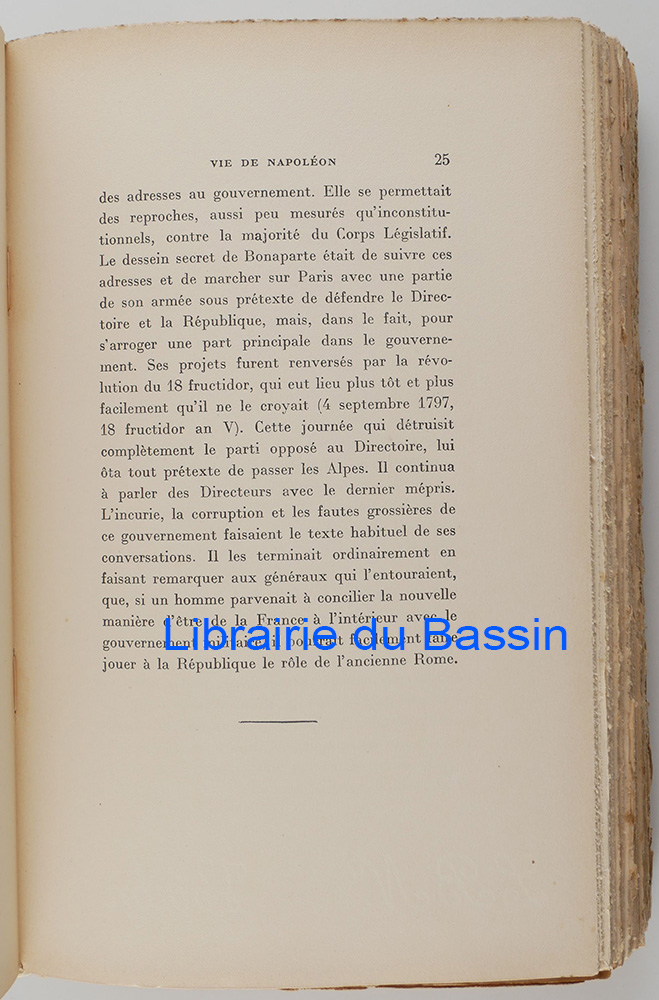 VIE DE NAPOLÉON 25
des adresses au gouvernement. Elle se permettait
des reproches, aussi peu mesurés qu'inconstitu-
tionnels, contre la majorité du Corps Législatif.
Le dessein secret de Bonaparte était de suivre ces
adresses et de marcher sur Paris avec une partie
de son armée sous prétexte de défendre le Direc-
toire et la République, mais, dans le fait, pour
s'arroger une part principale dans le gouverne-
ment. Ses projets furent renversés par la révo-
lution du 18 fructidor, qui eut lieu plus tôt et plus
facilement qu'il ne le croyait (4 septembre 1797,
18 fructidor an V). Cette journée qui détruisit
complètement le parti opposé au Directoire, lui
ôta tout prétexte de passer les Alpes. Il continua
à parler des Directeurs avec le dernier mépris.
L'incurie, la corruption et les fautes grossières de
ce gouvernement faisaient le texte habituel de ses
conversations. Il les terminait ordinairement en
faisant remarquer aux généraux qui l'entouraient,
que, si un homme parvenait à concilier la nouvelle
manière d'être de la France à l'intérieur avec le
gouvernement militaire, il pourrait facilement faire
jouer à la République le rôle de l'ancienne Rome.
Librairie du Bassin